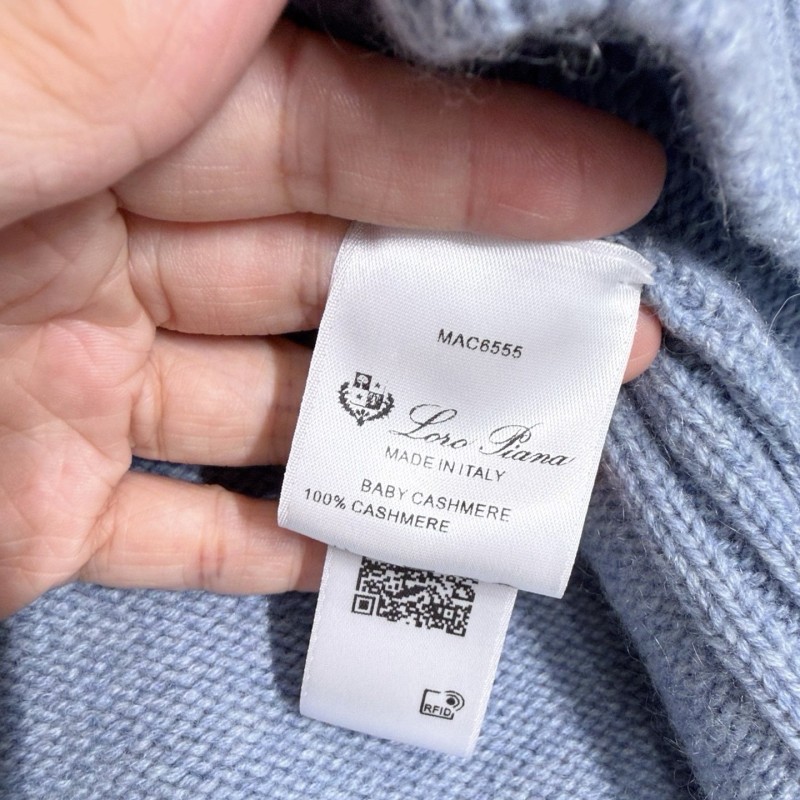 MAC6555
Loro Piana
MADE IN ITALY
BABY CASHMERE
100% CASHMERE
RFID